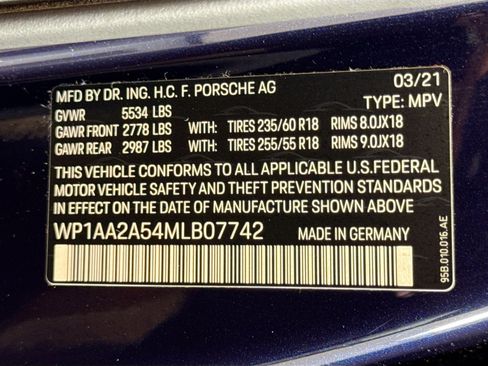 MFD BY DR. ING. H.C. F. PORSCHE AG 03/21
GVWR 5534 LBS TYPE: MPV
GAWR FRONT 2778 LBS WITH: TIRES 235/60 R18 RIMS 8.0JX18
GAWR REAR 2987 LBS WITH: TIRES 255/55 R18 RIMS 9.0JX18
THIS VEHICLE CONFORMS TO ALL APPLICABLE U.S.FEDERAL
MOTOR VEHICLE SAFETY AND THEFT PREVENTION STANDARDS
IN EFFECT ON THE DATE OF MANUFACTURE SHOWN ABOVE.
WP1AA2A54MLB07742 MADE IN GERMANY
95B.010.016.AE